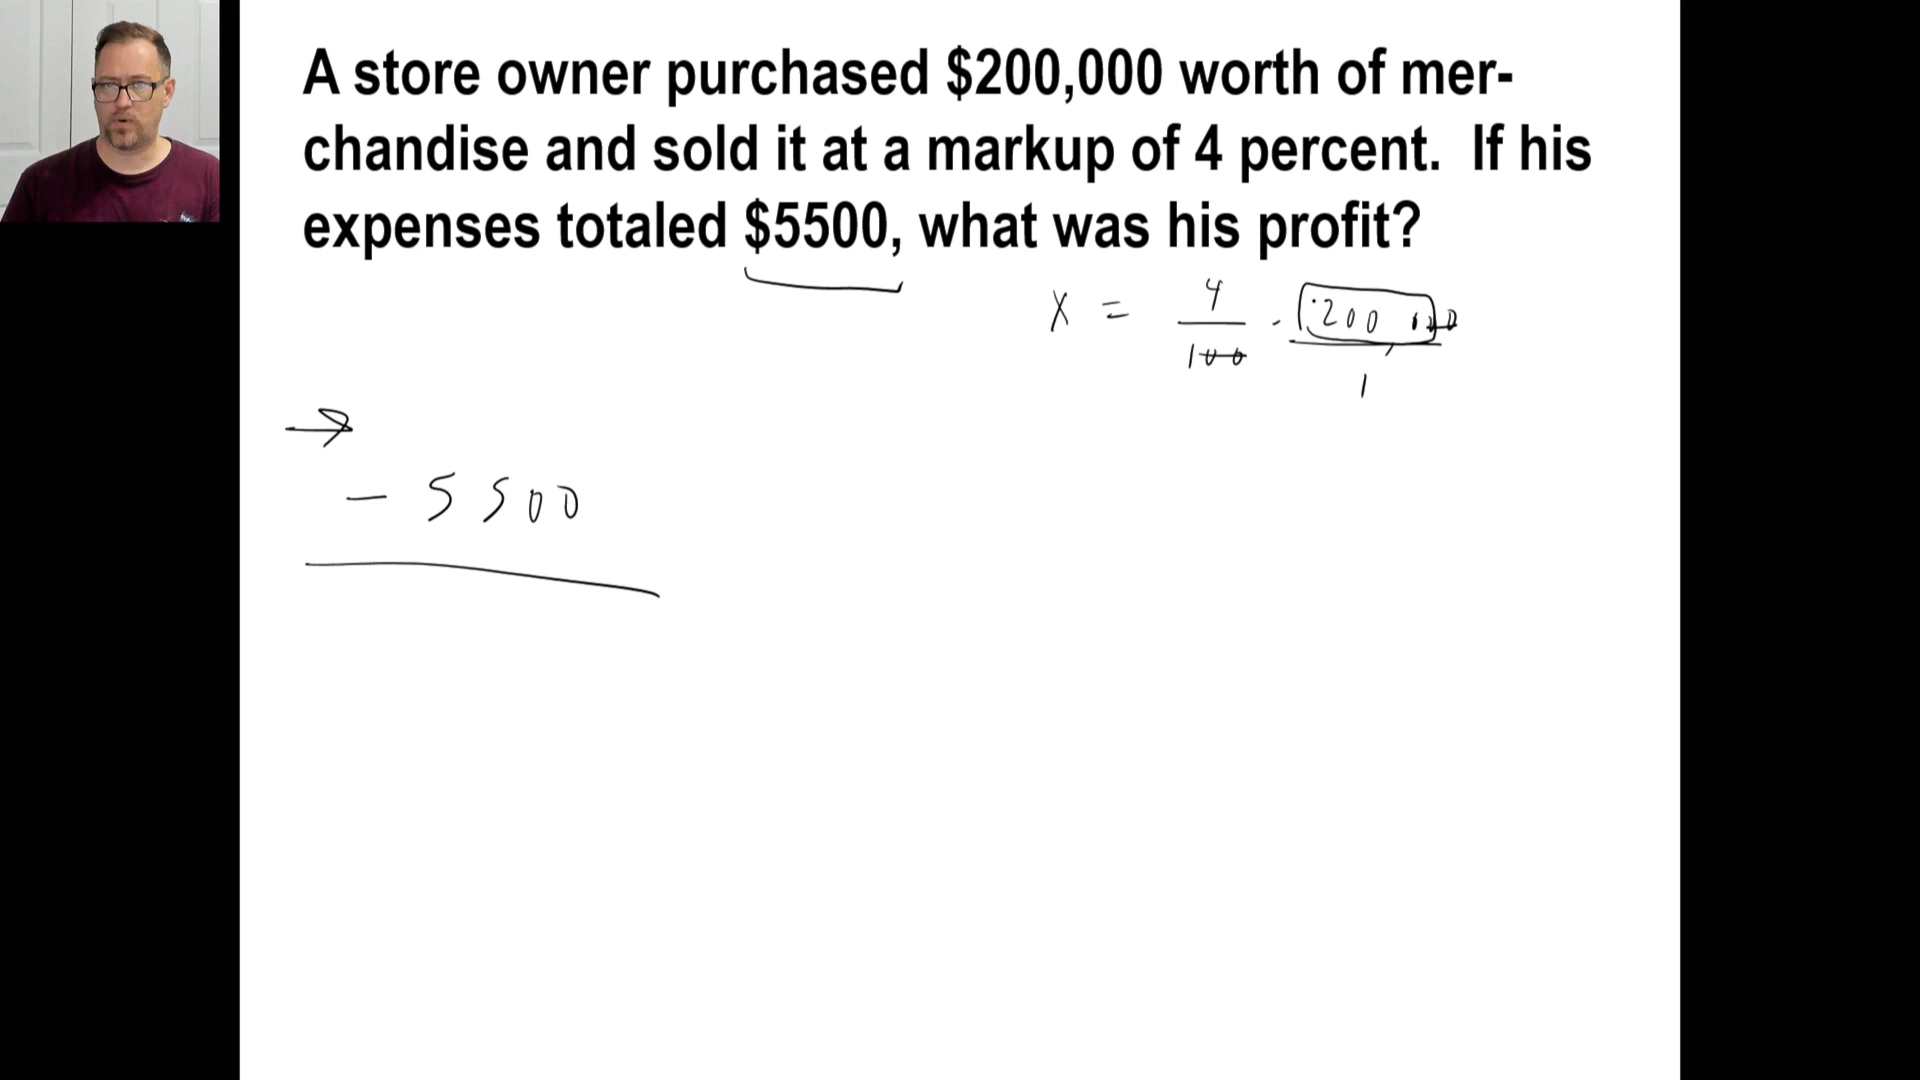 A store owner purchased $200,000 worth of mer-
chandise and sold it at a markup of 4 percent. If his
expenses totaled $5500, what was his profit?
x = 4/100 · 200,000/1
- 5500